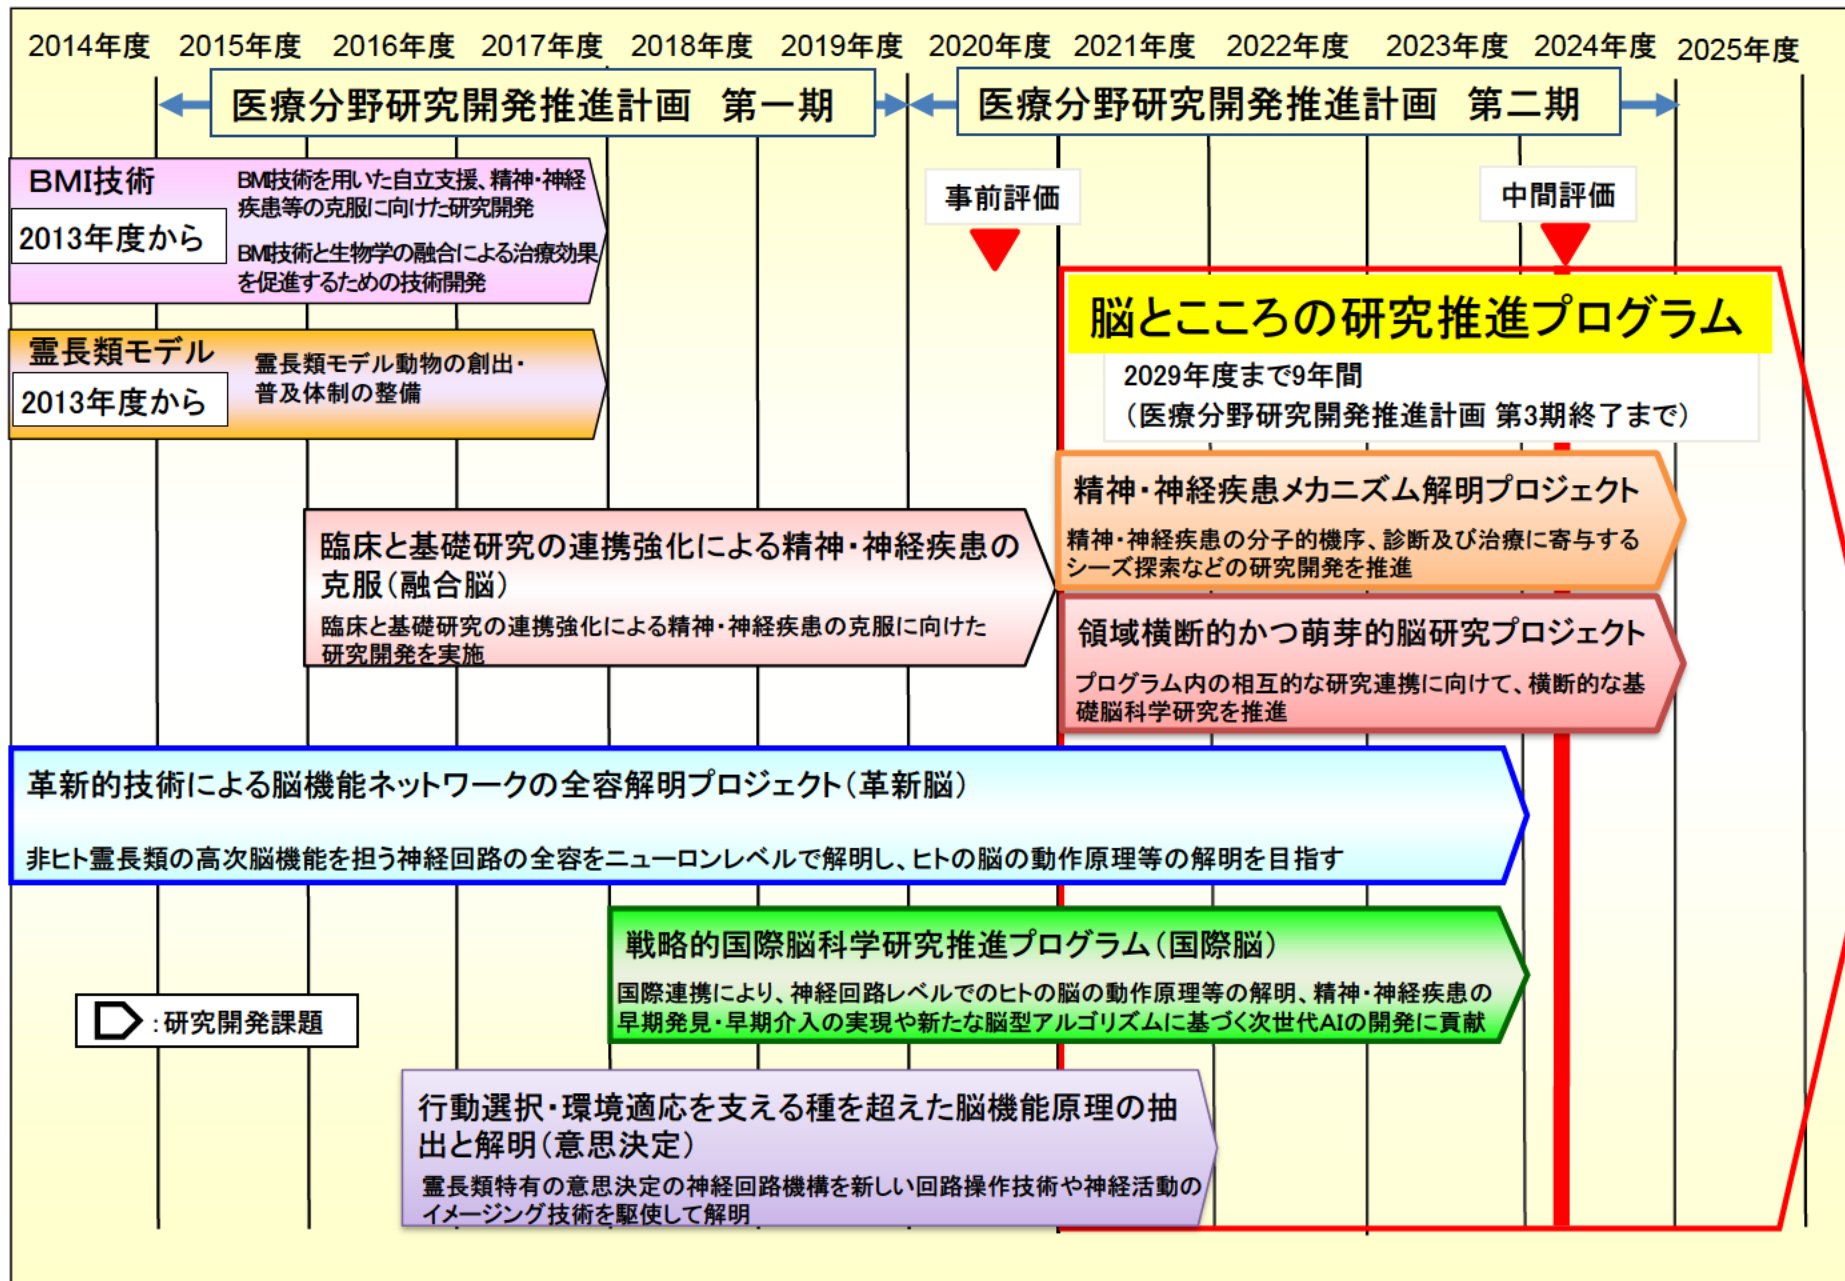 2014年度 2015年度 2016年度 2017年度 2018年度 2019年度 2020年度 2021年度 2022年度 2023年度 2024年度 2025年度
医療分野研究開発推進計画　第一期
医療分野研究開発推進計画　第二期
BMI技術
2013年度から
BMI技術を用いた自立支援、精神・神経
疾患等の克服に向けた研究開発
BMI技術と生物学の融合による治療効果
を促進するための技術開発
事前評価
中間評価
霊長類モデル
2013年度から
霊長類モデル動物の創出・
普及体制の整備
脳とこころの研究推進プログラム
2029年度まで9年間
（医療分野研究開発推進計画 第3期終了まで）
精神・神経疾患メカニズム解明プロジェクト
精神・神経疾患の分子的機序、診断及び治療に寄与する
シーズ探索などの研究開発を推進
臨床と基礎研究の連携強化による精神・神経疾患の
克服（融合脳）
臨床と基礎研究の連携強化による精神・神経疾患の克服に向けた
研究開発を実施
領域横断的かつ萌芽的脳研究プロジェクト
プログラム内の相互的な研究連携に向けて、横断的な基
礎脳科学研究を推進
革新的技術による脳機能ネットワークの全容解明プロジェクト（革新脳）
非ヒト霊長類の高次脳機能を担う神経回路の全容をニューロンレベルで解明し、ヒトの脳の動作原理等の解明を目指す
戦略的国際脳科学研究推進プログラム（国際脳）
国際連携により、神経回路レベルでのヒトの脳の動作原理等の解明、精神・神経疾患の
早期発見・早期介入の実現や新たな脳型アルゴリズムに基づく次世代AIの開発に貢献
：研究開発課題
行動選択・環境適応を支える種を超えた脳機能原理の抽
出と解明（意思決定）
霊長類特有の意思決定の神経回路機構を新しい回路操作技術や神経活動の
イメージング技術を駆使して解明